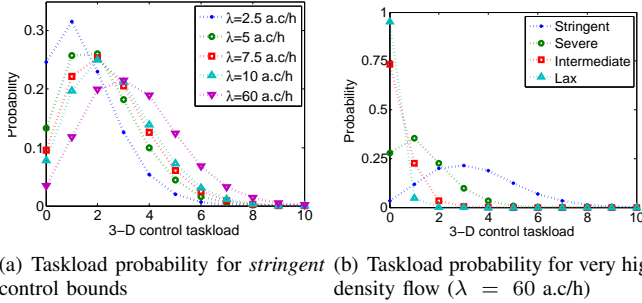 0.3
0.2
0.1
0
Probability
0 2 4 6 8 10
3−D control taskload
λ=2.5 a.c/h
λ=5 a.c/h
λ=7.5 a.c/h
λ=10 a.c/h
λ=60 a.c/h
1
0.75
0.5
0.25
0
Probability
0 2 4 6 8 10
3−D control taskload
Stringent
Severe
Intermediate
Lax
(a) Taskload probability for stringent
control bounds
(b) Taskload probability for very hig
density flow (λ = 60 a.c/h)